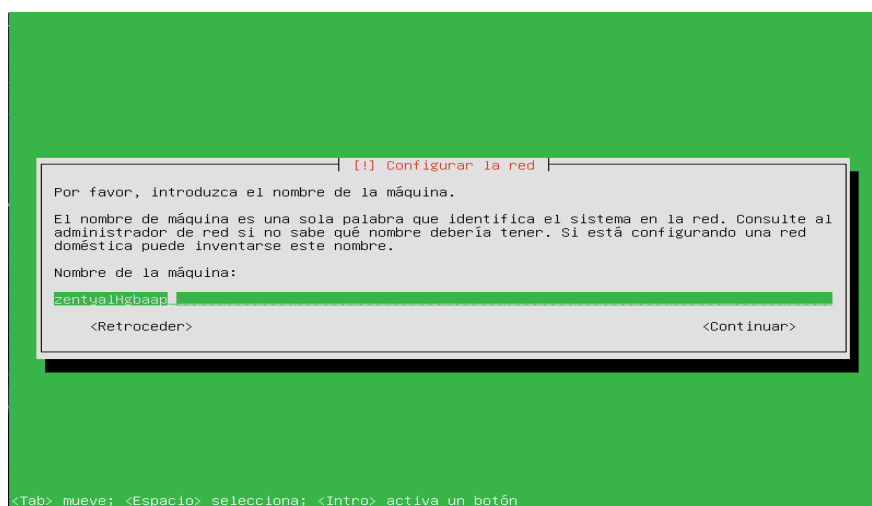 [!] Configurar la red
Por favor, introduzca el nombre de la máquina.
El nombre de máquina es una sola palabra que identifica el sistema en la red. Consulte al
administrador de red si no sabe qué nombre debería tener. Si está configurando una red
doméstica puede inventarse este nombre.
Nombre de la máquina:
zentyalHgbaap
<Retroceder> <Continuar>
<Tab> mueve; <Espacio> selecciona; <Intro> activa un botón